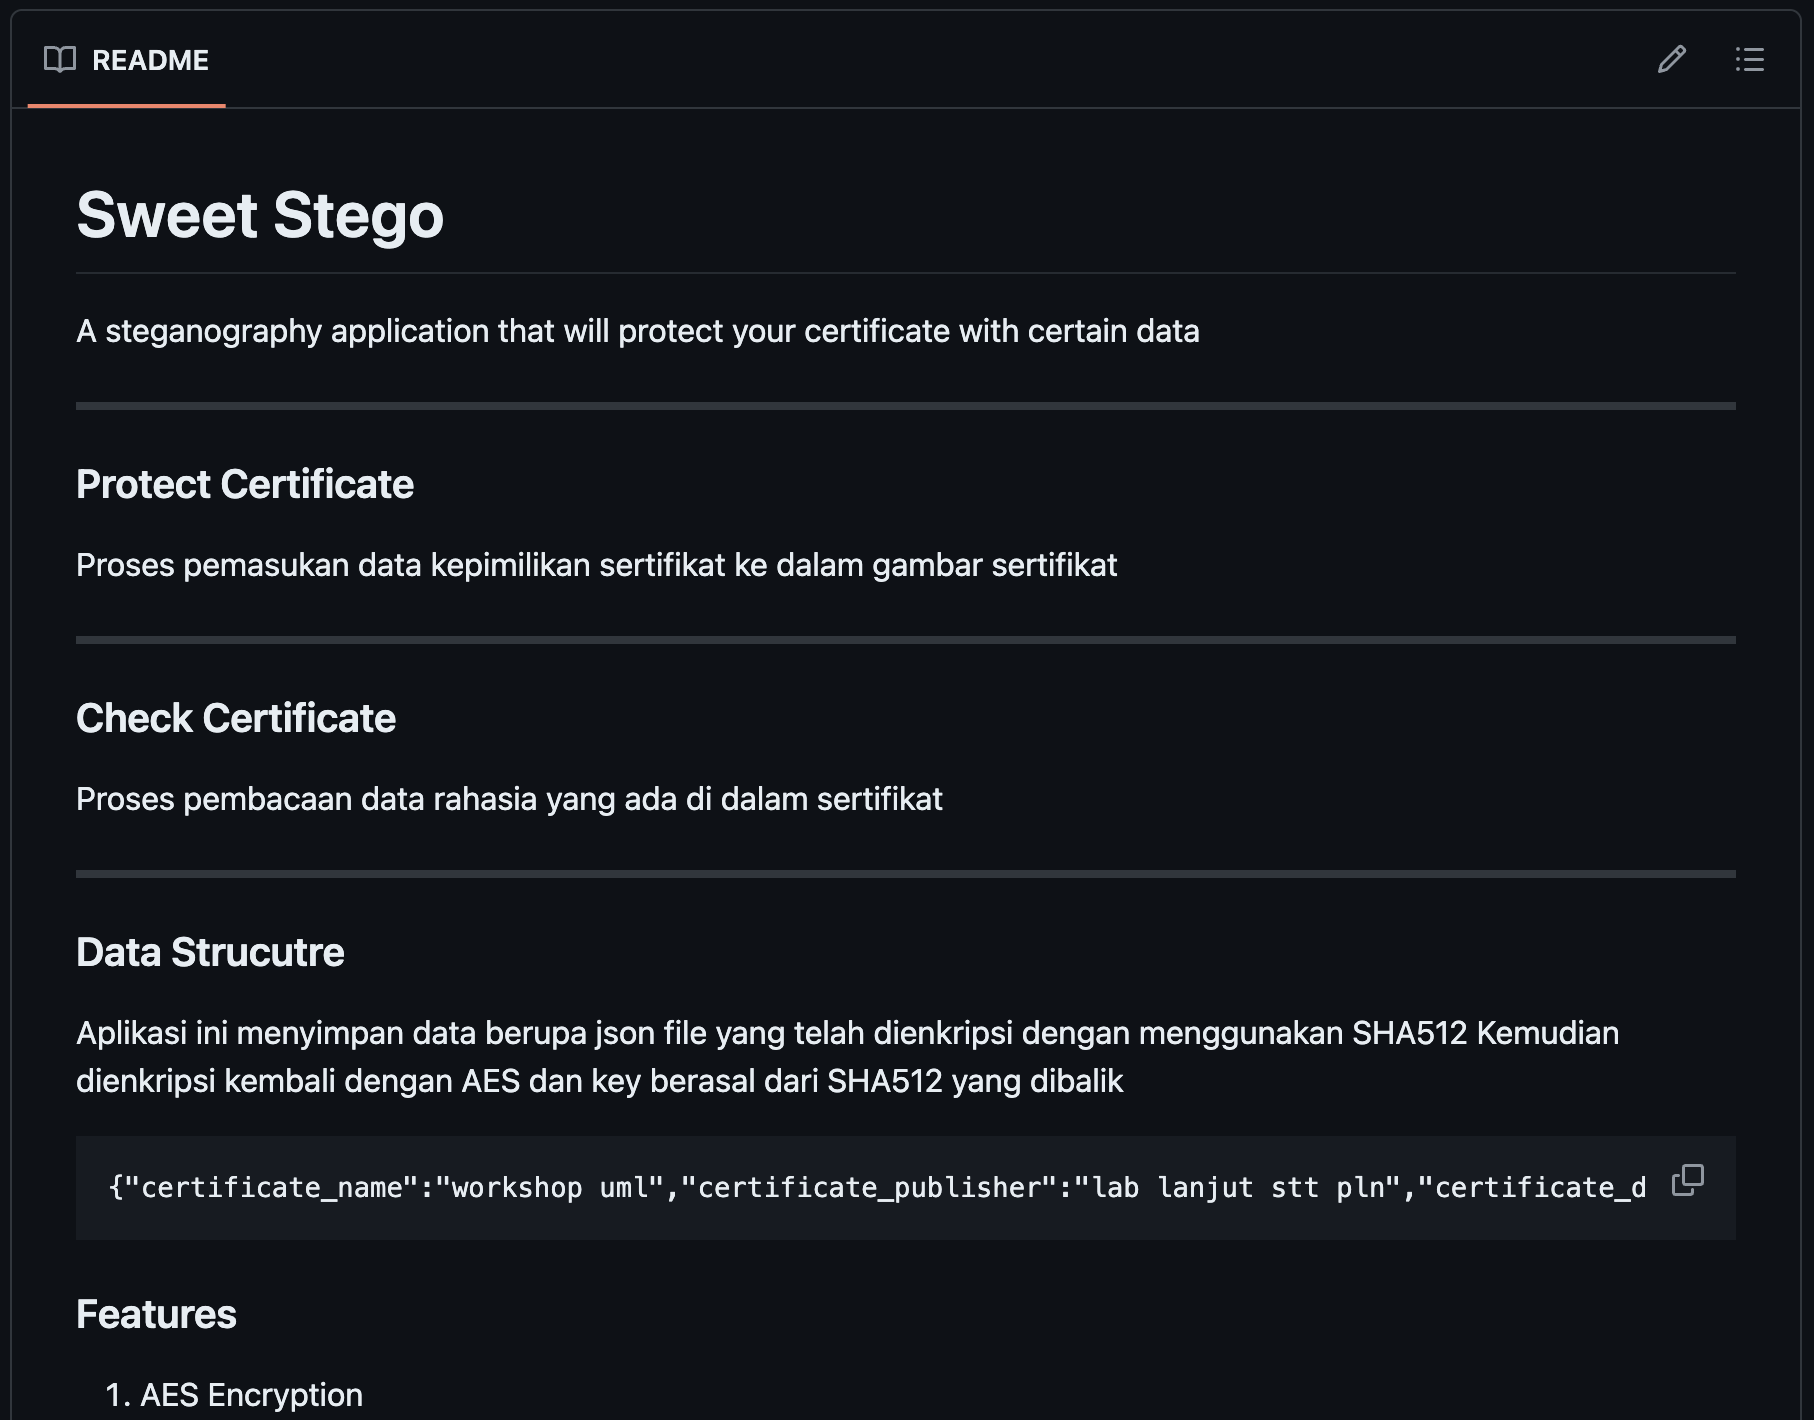 README
Sweet Stego
A steganography application that will protect your certificate with certain data
Protect Certificate
Proses pemasukan data kepimilikan sertifikat ke dalam gambar sertifikat
Check Certificate
Proses pembacaan data rahasia yang ada di dalam sertifikat
Data Strucutre
Aplikasi ini menyimpan data berupa json file yang telah dienkripsi dengan menggunakan SHA512 Kemudian
dienkripsi kembali dengan AES dan key berasal dari SHA512 yang dibalik
{"certificate_name":"workshop uml","certificate_publisher":"lab lanjut stt pln","certificate_d
Features
1. AES Encryption